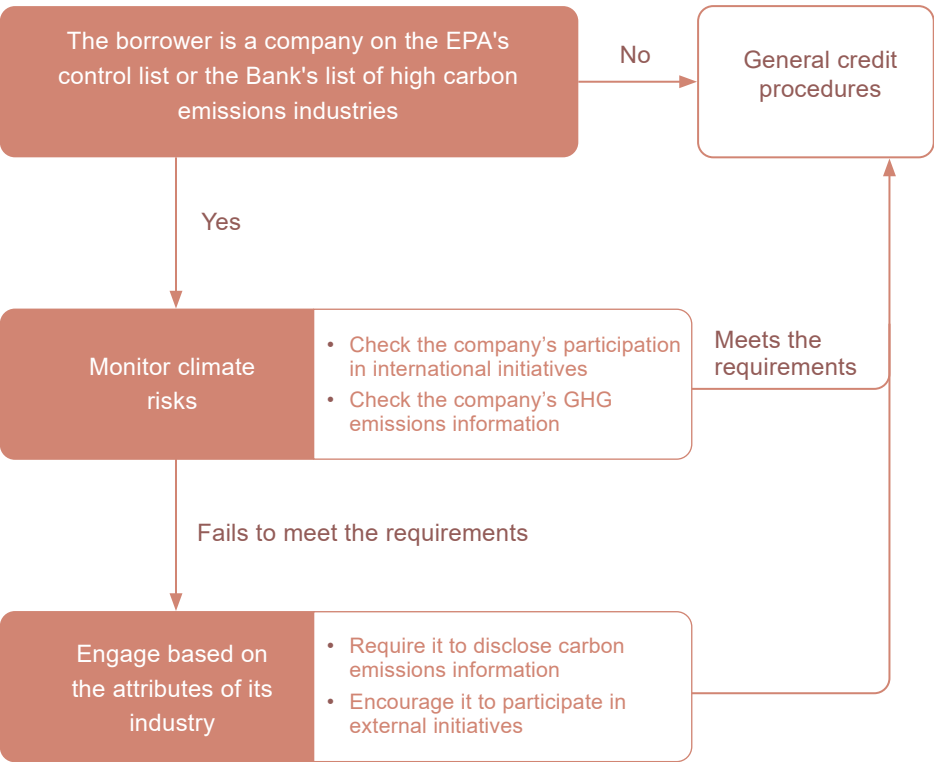 The borrower is a company on the EPA's
control list or the Bank's list of high carbon
emissions industries
No
General credit
procedures
Yes
Monitor climate
risks
• Check the company’s participation
in international initiatives
• Check the company’s GHG
emissions information
Meets the
requirements
Fails to meet the requirements
Engage based on
the attributes of its
industry
• Require it to disclose carbon
emissions information
• Encourage it to participate in
external initiatives